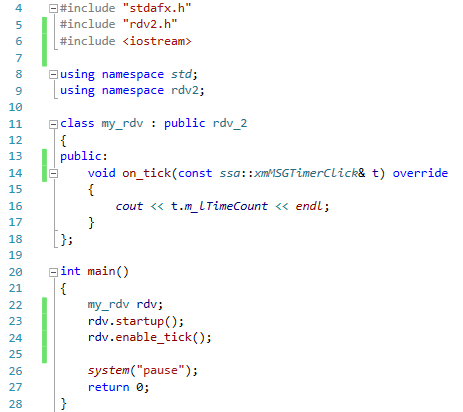 4 #include "stdafx.h"
5 #include "rdv2.h"
6 #include <iostream>
7
8 using namespace std;
9 using namespace rdv2;
10
11 class my_rdv : public rdv_2
12 {
13 public:
14     void on_tick(const ssa::xmMSGTimerClick& t) override
15     {
16         cout << t.m_lTimeCount << endl;
17     }
18 };
19
20 int main()
21 {
22     my_rdv rdv;
23     rdv.startup();
24     rdv.enable_tick();
25
26     system("pause");
27     return 0;
28 }